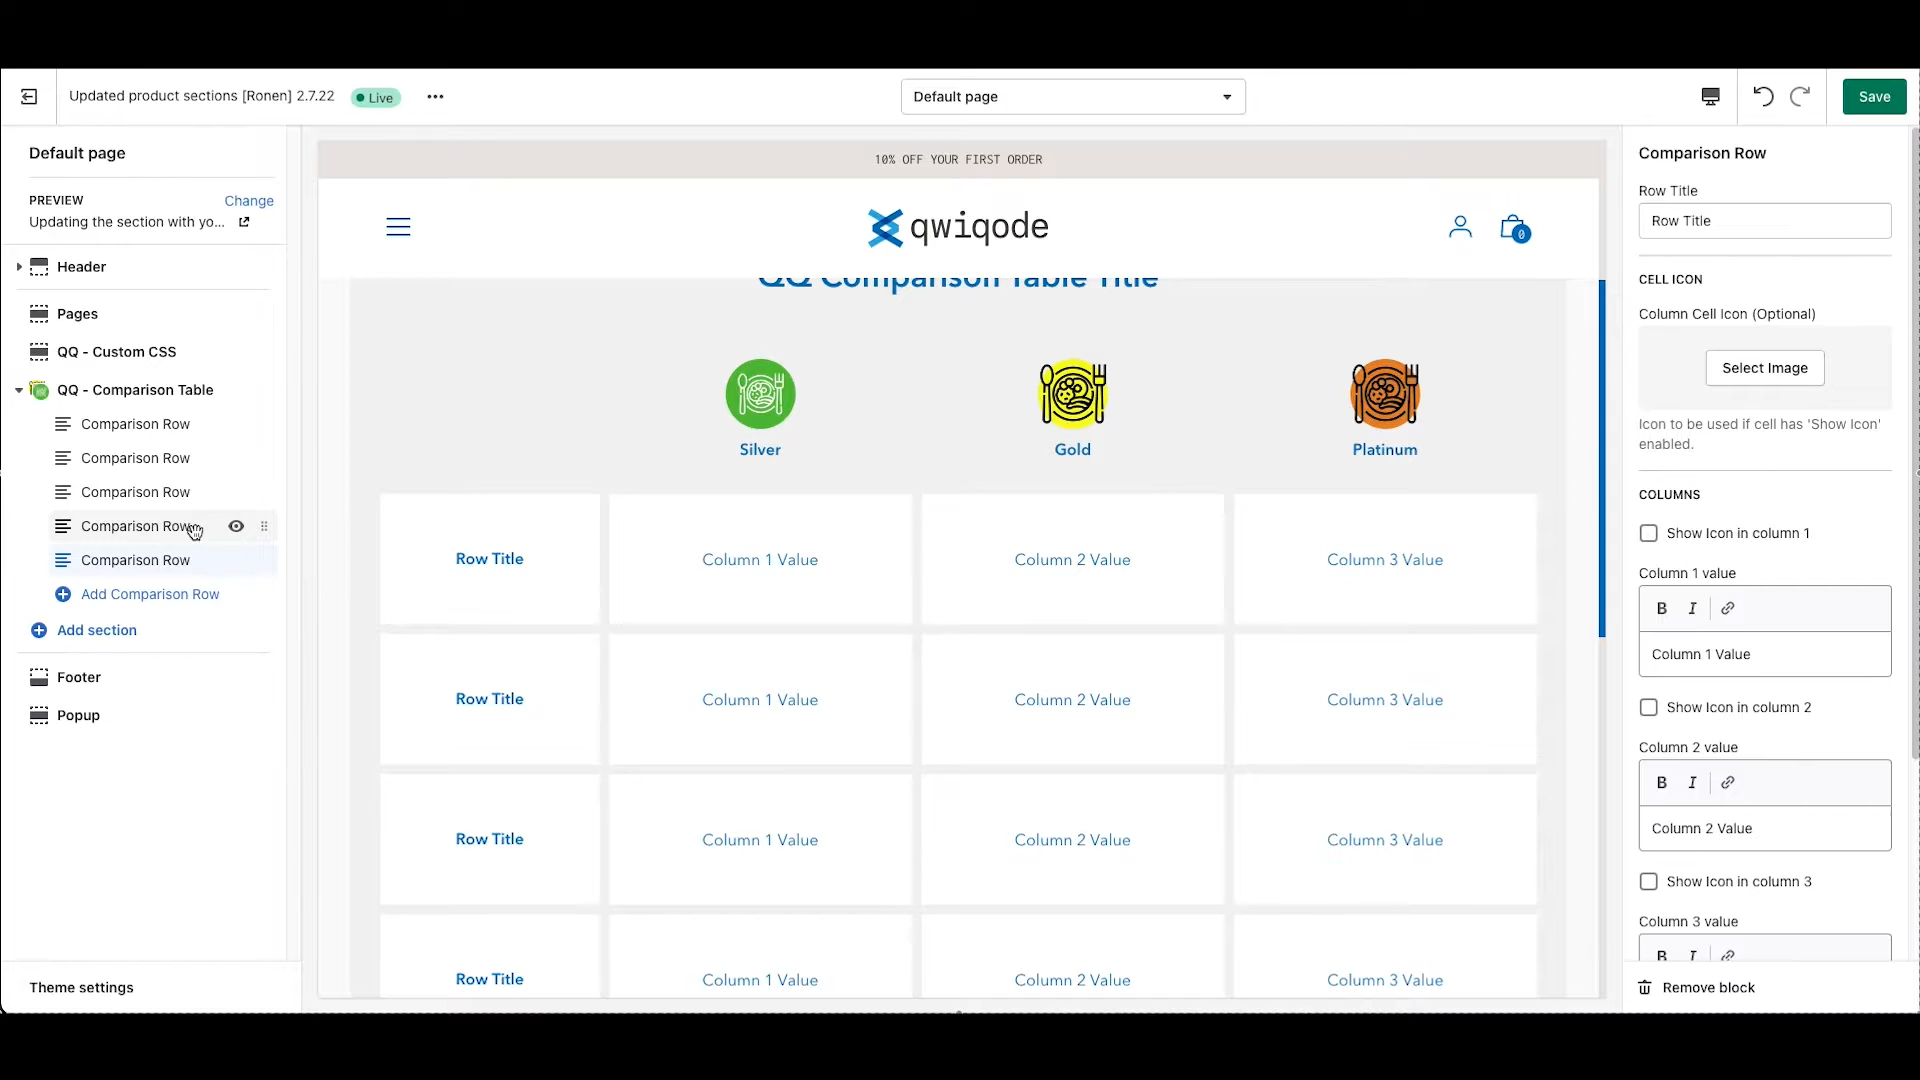 Updated product sections [Ronen] 2.7.22
Live
Default page
Save
Default page
PREVIEW
Change
Updating the section with yo...
Header
Pages
QQ - Custom CSS
QQ - Comparison Table
Comparison Row
Comparison Row
Comparison Row
Comparison Row
Comparison Row
Add Comparison Row
Add section
Footer
Popup
Theme settings
10% OFF YOUR FIRST ORDER
qwiqode
0
QQ Comparison Table Title
Silver
Gold
Platinum
Row Title
Column 1 Value
Column 2 Value
Column 3 Value
Row Title
Column 1 Value
Column 2 Value
Column 3 Value
Row Title
Column 1 Value
Column 2 Value
Column 3 Value
Row Title
Column 1 Value
Column 2 Value
Column 3 Value
Comparison Row
Row Title
Row Title
CELL ICON
Column Cell Icon (Optional)
Select Image
Icon to be used if cell has 'Show Icon'
enabled.
COLUMNS
Show Icon in column 1
Column 1 value
B I
Column 1 Value
Show Icon in column 2
Column 2 value
B I
Column 2 Value
Show Icon in column 3
Column 3 value
B I
Remove block